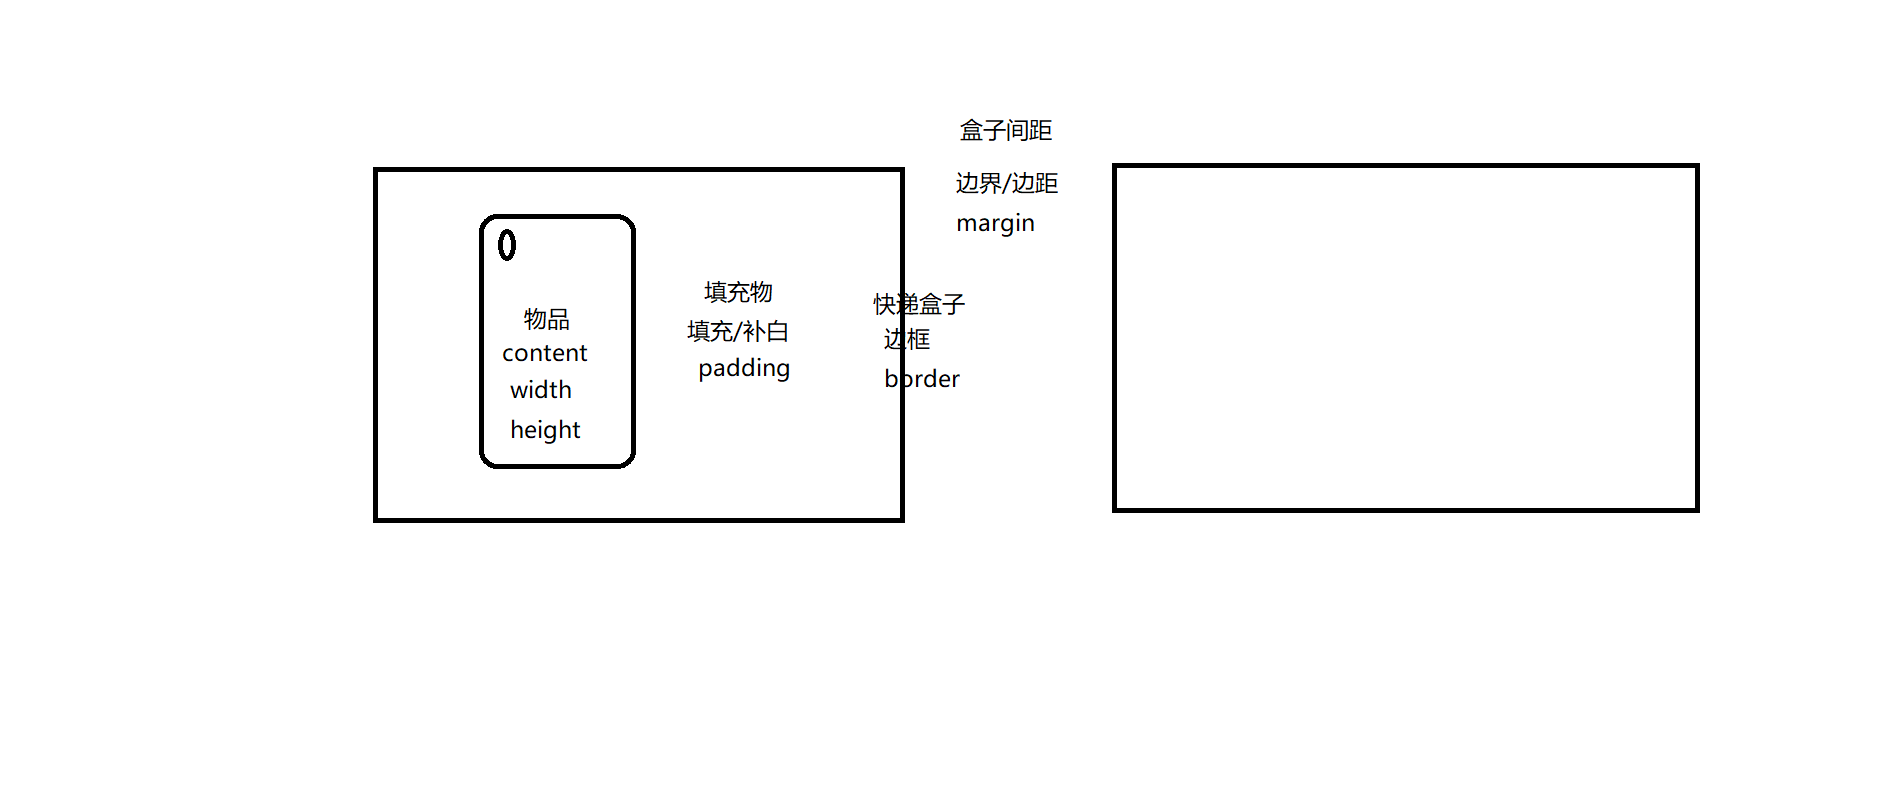 盒子间距
边界/边距
margin
物品
content
width
height
填充物
填充/补白
padding
快递盒子
边框
border